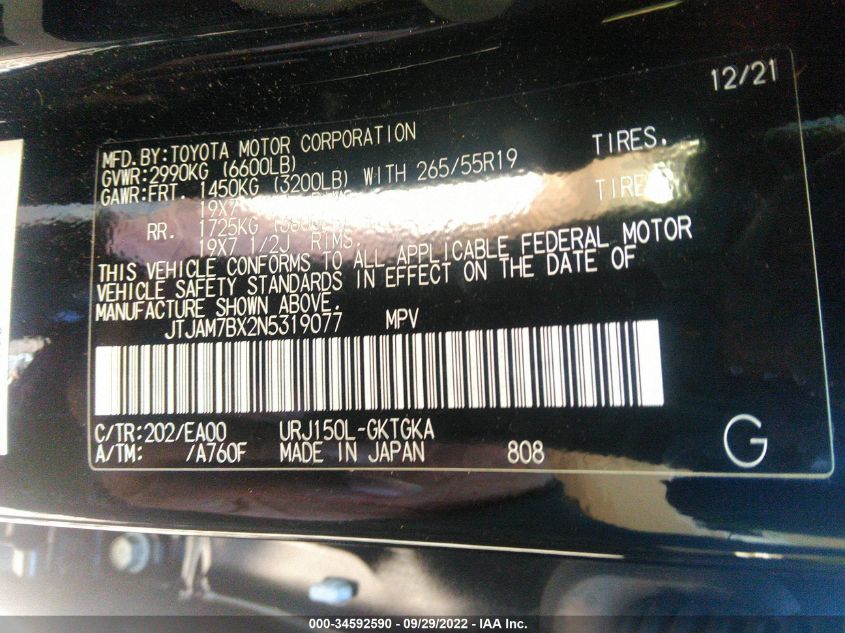 12/21
MFD.BY:TOYOTA MOTOR CORPORATION
GVWR:2990KG (6600LB)
GAWR:FRT. 1450KG (3200LB) WITH 265/55R19 TIRES,
19X7
RR. 1725KG
19X7 1/2J RIMS.
THIS VEHICLE CONFORMS TO ALL APPLICABLE FEDERAL MOTOR
VEHICLE SAFETY STANDARDS IN EFFECT ON THE DATE OF
MANUFACTURE SHOWN ABOVE.
JTJAM7BX2N5319077 MPV
C/TR:202/EA00 URJ150L-GKTGKA
A/TM: /A760F MADE IN JAPAN 808
G
000-34592590 - 09/29/2022 - IAA Inc.